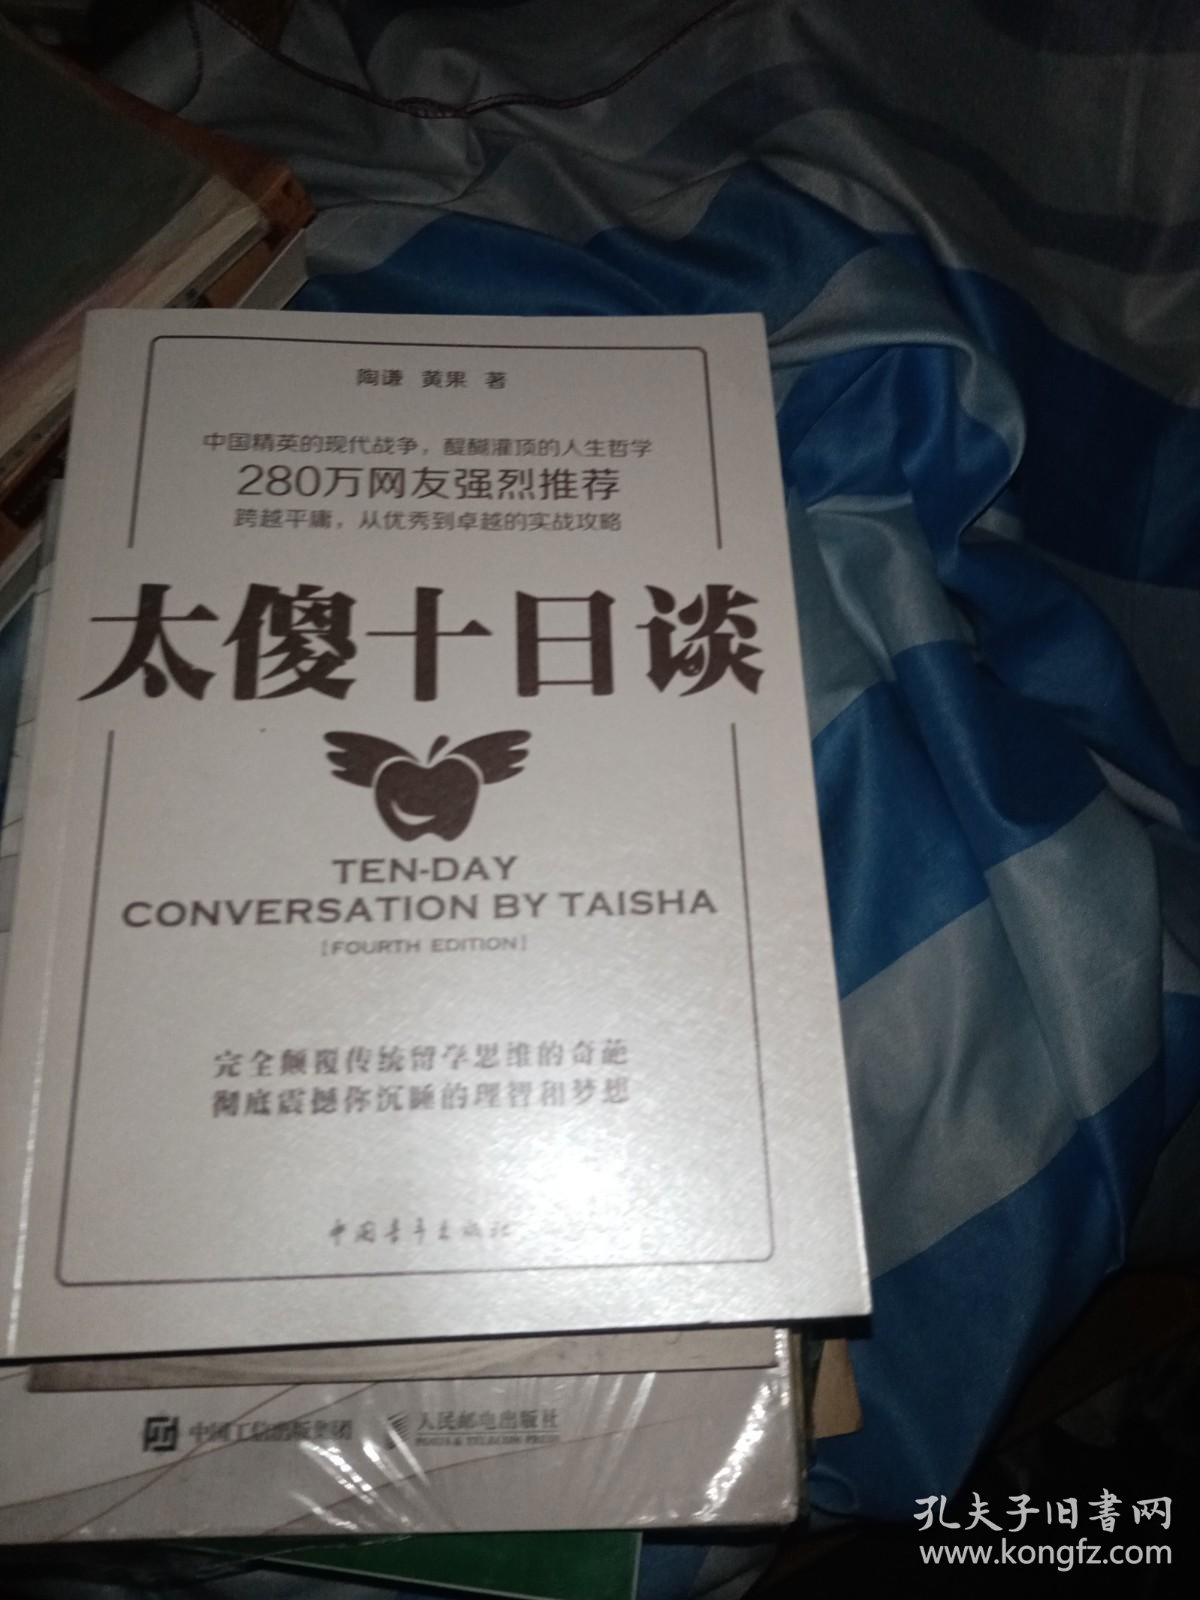 陶谦 黄果 著
中国精英的现代战争，醍醐灌顶的人生哲学
280万网友强烈推荐
跨越平庸，从优秀到卓越的实战攻略
太傻十日谈
TEN-DAY
CONVERSATION BY TAISHA
[FOURTH EDITION]
完全颠覆传统留学思维的奇葩
彻底震撼你沉睡的理智和梦想
中国青年出版社
中国工信出版集团
人民邮电出版社
POSTS & TELECOM PRESS
孔夫子旧書网
www.kongfz.com